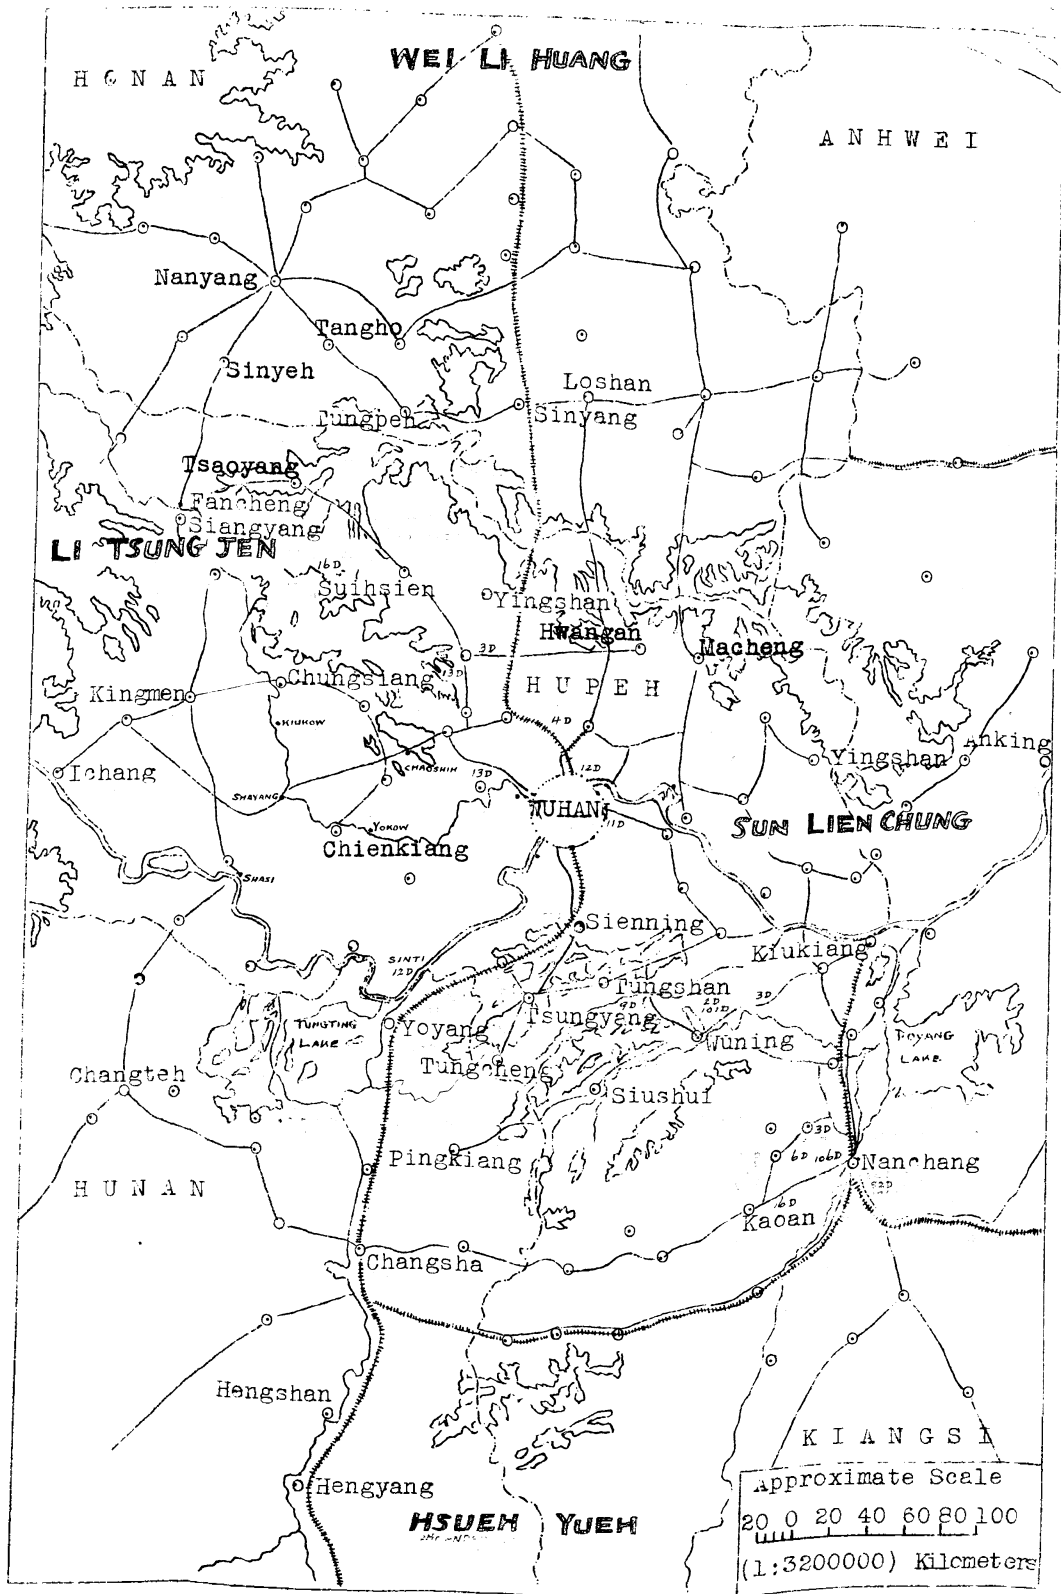 WEI LI HUANG
HONAN
ANHWEI
Nanyang
Tangho
Sinyeh
Loshan
Tungpeh
Sinyang
Tsaoyang
Fancheng
Siangyang
LI TSUNG JEN
16D
Suihsien
Yingshan
Hwangan
3D
Macheng
13D
Chungsiang
HUPEH
Kingmen
KIUKOW
4D
Yingshan
Anking
Ichang
CHAOSHIH
13D
12D
SHAYANG
WUHAN
11D
YOKOW
SUN LIEN CHUNG
Chienkiang
SHASI
Sienning
Kiukiang
SINTI
12D
Tungshan
9D
3D
TUNGTING
LAKE
Yoyang
Tsungyang
Wuning
POYANG
LAKE
Tungcheng
Changteh
Siushui
3D
Pingkiang
6D 106D
Nanchang
HUNAN
Kaoan
Changsha
Hengshan
KIANGSI
Hengyang
HSUEH YUEH
Approximate Scale
20 0 20 40 60 80 100
(1:3200000) Kilometers